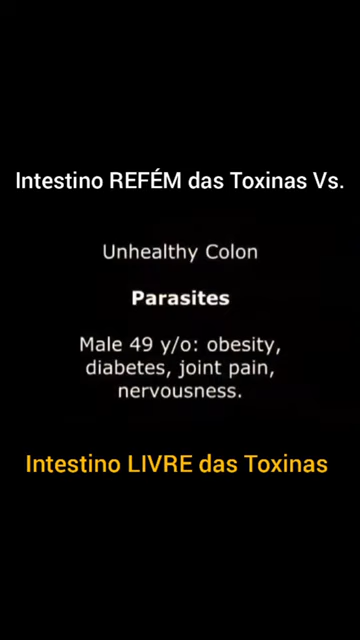 Intestino REFÉM das Toxinas Vs.
Unhealthy Colon
Parasites
Male 49 y/o: obesity,
diabetes, joint pain,
nervousness.
Intestino LIVRE das Toxinas